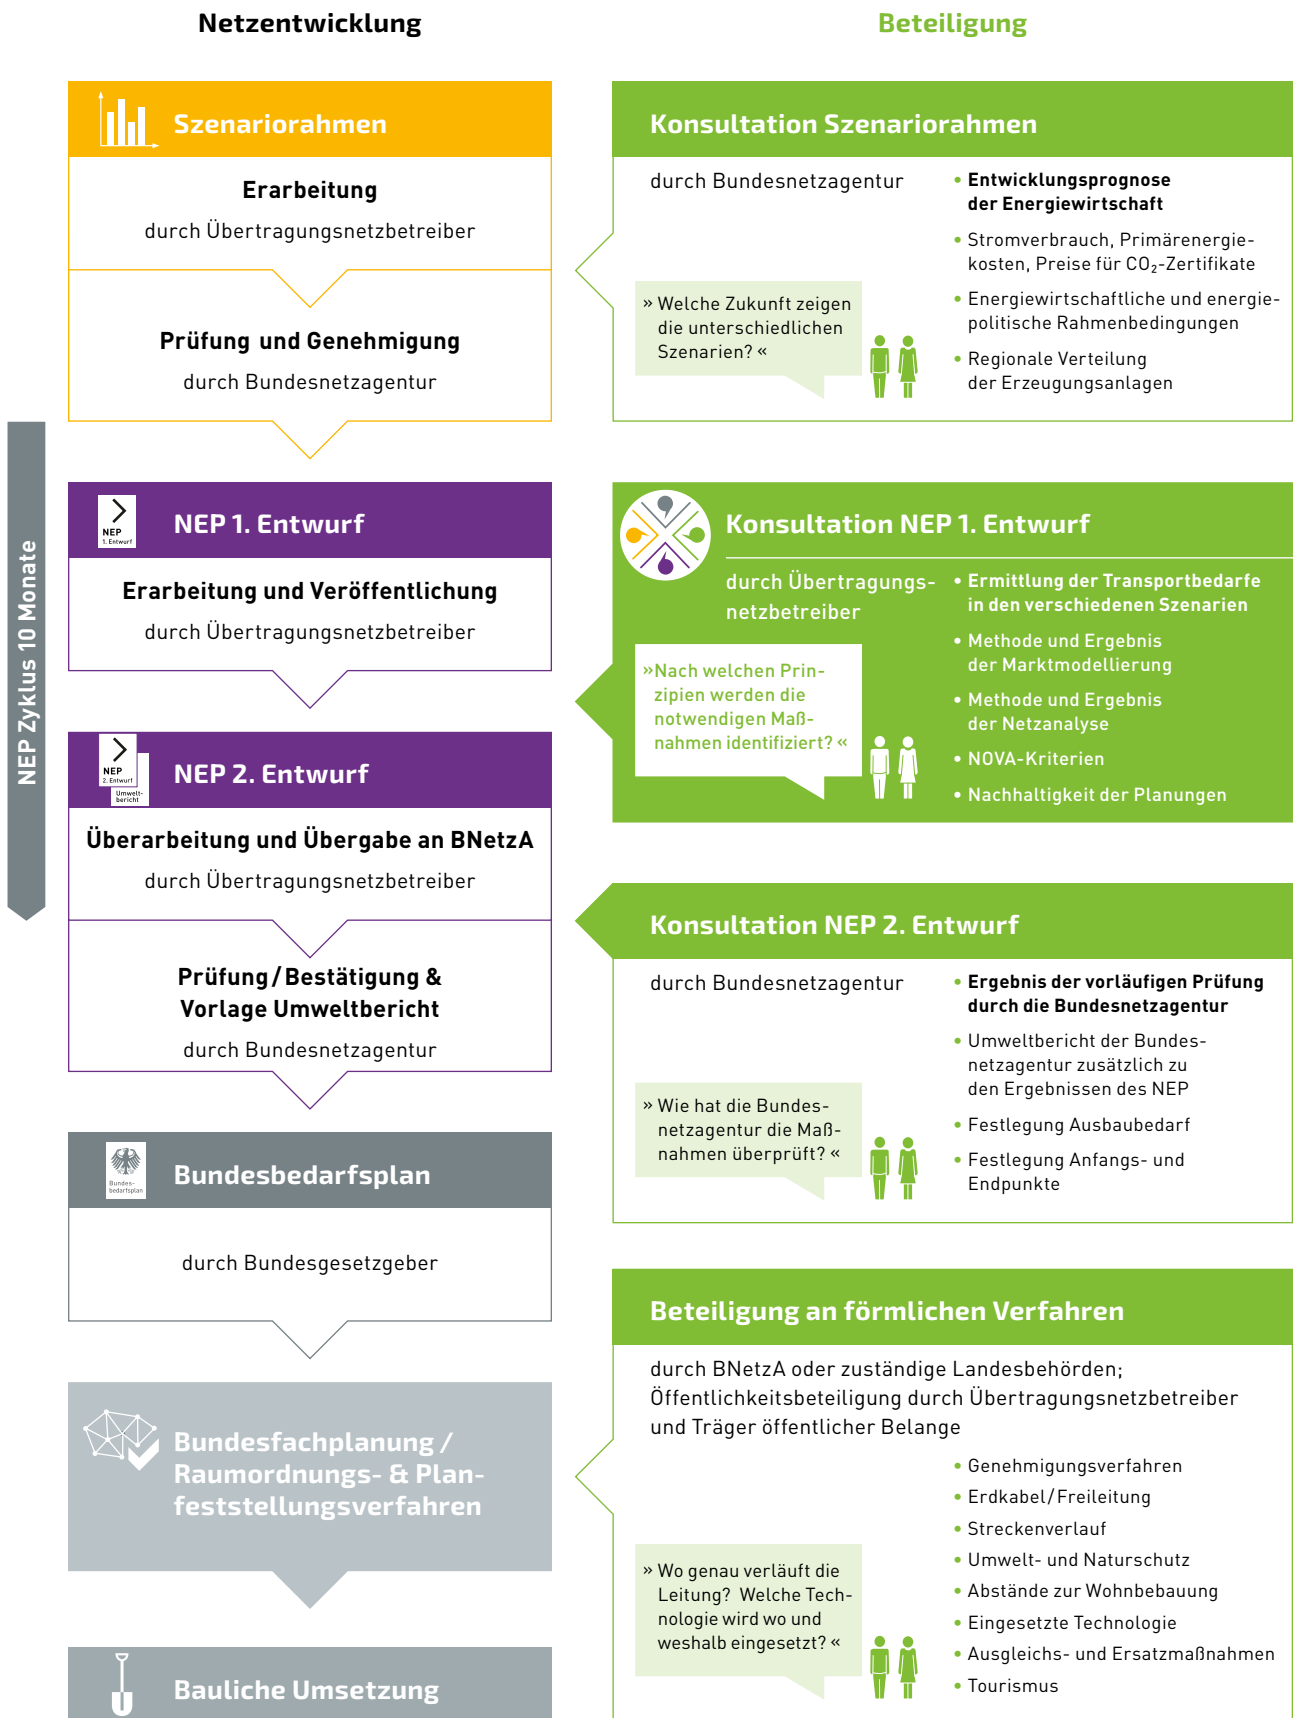 Netzentwicklung
Beteiligung
Szenariorahmen
Erarbeitung
durch Übertragungsnetzbetreiber
Prüfung und Genehmigung
durch Bundesnetzagentur
Konsultation Szenariorahmen
durch Bundesnetzagentur
» Welche Zukunft zeigen
die unterschiedlichen
Szenarien? «
• Entwicklungsprognose
der Energiewirtschaft
• Stromverbrauch, Primärenergie-
kosten, Preise für CO₂-Zertifikate
• Energiewirtschaftliche und energie-
politische Rahmenbedingungen
• Regionale Verteilung
der Erzeugungsanlagen
NEP Zyklus 10 Monate
NEP
1. Entwurf
NEP 1. Entwurf
Erarbeitung und Veröffentlichung
durch Übertragungsnetzbetreiber
Konsultation NEP 1. Entwurf
durch Übertragungs-
netzbetreiber
»Nach welchen Prin-
zipien werden die
notwendigen Maß-
nahmen identifiziert? «
• Ermittlung der Transportbedarfe
in den verschiedenen Szenarien
• Methode und Ergebnis
der Marktmodellierung
• Methode und Ergebnis
der Netzanalyse
• NOVA-Kriterien
• Nachhaltigkeit der Planungen
NEP
2. Entwurf
Umwelt-
bericht
NEP 2. Entwurf
Überarbeitung und Übergabe an BNetzA
durch Übertragungsnetzbetreiber
Prüfung / Bestätigung &
Vorlage Umweltbericht
durch Bundesnetzagentur
Konsultation NEP 2. Entwurf
durch Bundesnetzagentur
» Wie hat die Bundes-
netzagentur die Maß-
nahmen überprüft? «
• Ergebnis der vorläufigen Prüfung
durch die Bundesnetzagentur
• Umweltbericht der Bundes-
netzagentur zusätzlich zu
den Ergebnissen des NEP
• Festlegung Ausbaubedarf
• Festlegung Anfangs- und
Endpunkte
Bundes-
bedarfsplan
Bundesbedarfsplan
durch Bundesgesetzgeber
Bundesfachplanung /
Raumordnungs- & Plan-
feststellungsverfahren
Beteiligung an förmlichen Verfahren
durch BNetzA oder zuständige Landesbehörden;
Öffentlichkeitsbeteiligung durch Übertragungsnetzbetreiber
und Träger öffentlicher Belange
» Wo genau verläuft die
Leitung? Welche Tech-
nologie wird wo und
weshalb eingesetzt? «
• Genehmigungsverfahren
• Erdkabel / Freileitung
• Streckenverlauf
• Umwelt- und Naturschutz
• Abstände zur Wohnbebauung
• Eingesetzte Technologie
• Ausgleichs- und Ersatzmaßnahmen
• Tourismus
Bauliche Umsetzung